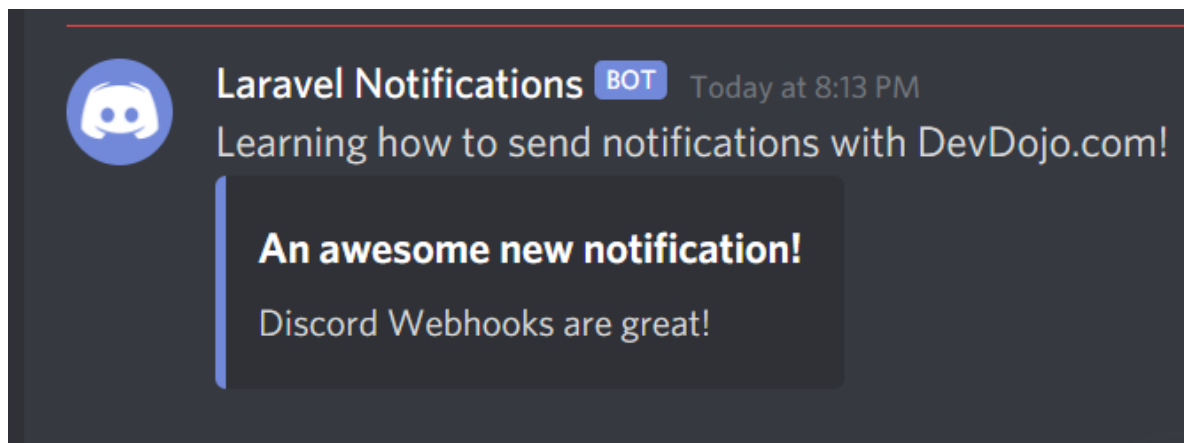 Laravel Notifications BOT Today at 8:13 PM
Learning how to send notifications with DevDojo.com!
An awesome new notification!
Discord Webhooks are great!